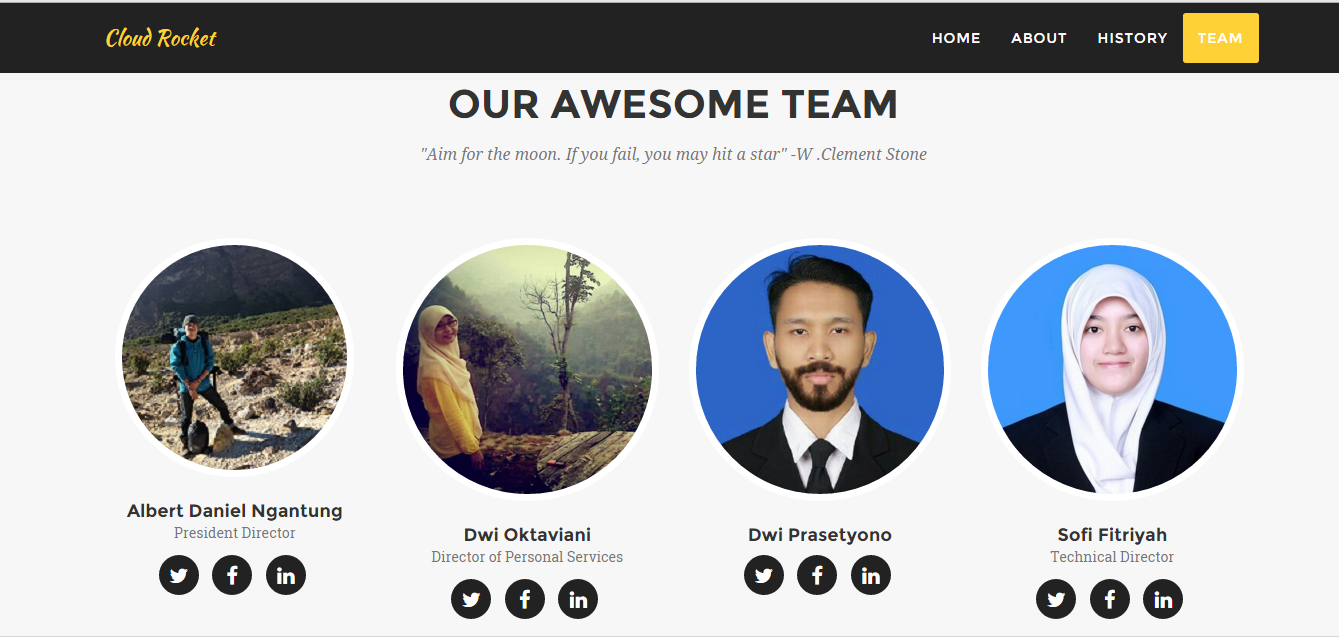 Cloud Rocket
HOME ABOUT HISTORY TEAM
OUR AWESOME TEAM
"Aim for the moon. If you fail, you may hit a star" -W .Clement Stone
Albert Daniel Ngantung
President Director
Dwi Oktaviani
Director of Personal Services
Dwi Prasetyono
Sofi Fitriyah
Technical Director